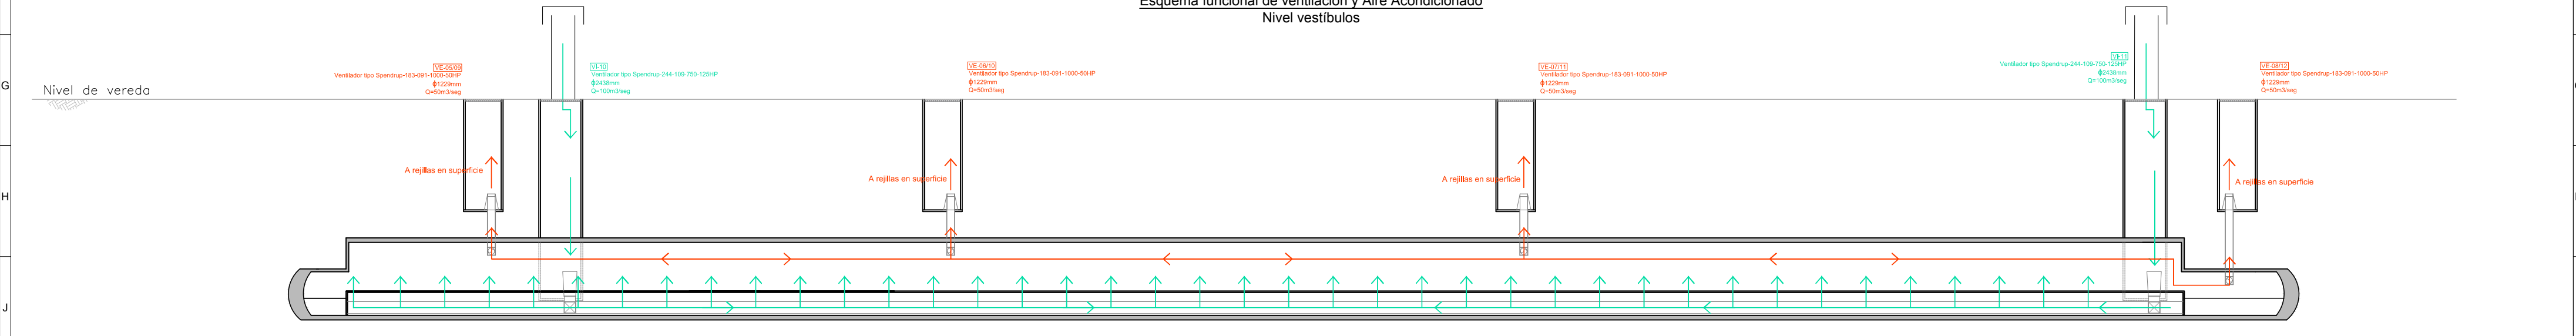 Esquema funcional de ventilación y Aire Acondicionado
Nivel vestíbulos
G
Nivel de vereda
VE-05/09
Ventilador tipo Spendrup-183-091-1000-50HP
ϕ1229mm
Q=50m3/seg
VI-10
Ventilador tipo Spendrup-244-109-750-125HP
ϕ2438mm
Q=100m3/seg
VE-06/10
Ventilador tipo Spendrup-183-091-1000-50HP
ϕ1229mm
Q=50m3/seg
VE-07/11
Ventilador tipo Spendrup-183-091-1000-50HP
ϕ1229mm
Q=50m3/seg
VI-11
Ventilador tipo Spendrup-244-109-750-125HP
ϕ2438mm
Q=100m3/seg
VE-08/12
Ventilador tipo Spendrup-183-091-1000-50HP
ϕ1229mm
Q=50m3/seg
H
A rejillas en superficie
A rejillas en superficie
A rejillas en superficie
A rejillas en superficie
J